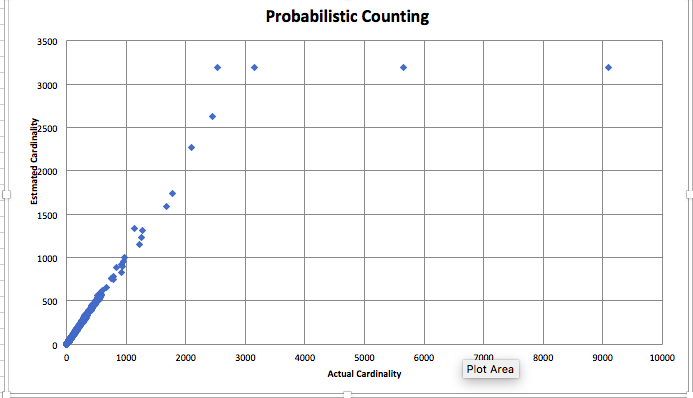 Probabilistic Counting
3500
3000
2500
2000
1500
1000
500
0
Estmated Cardinality
0 1000 2000 3000 4000 5000 6000 7000 8000 9000 10000
Actual Cardinality
Plot Area